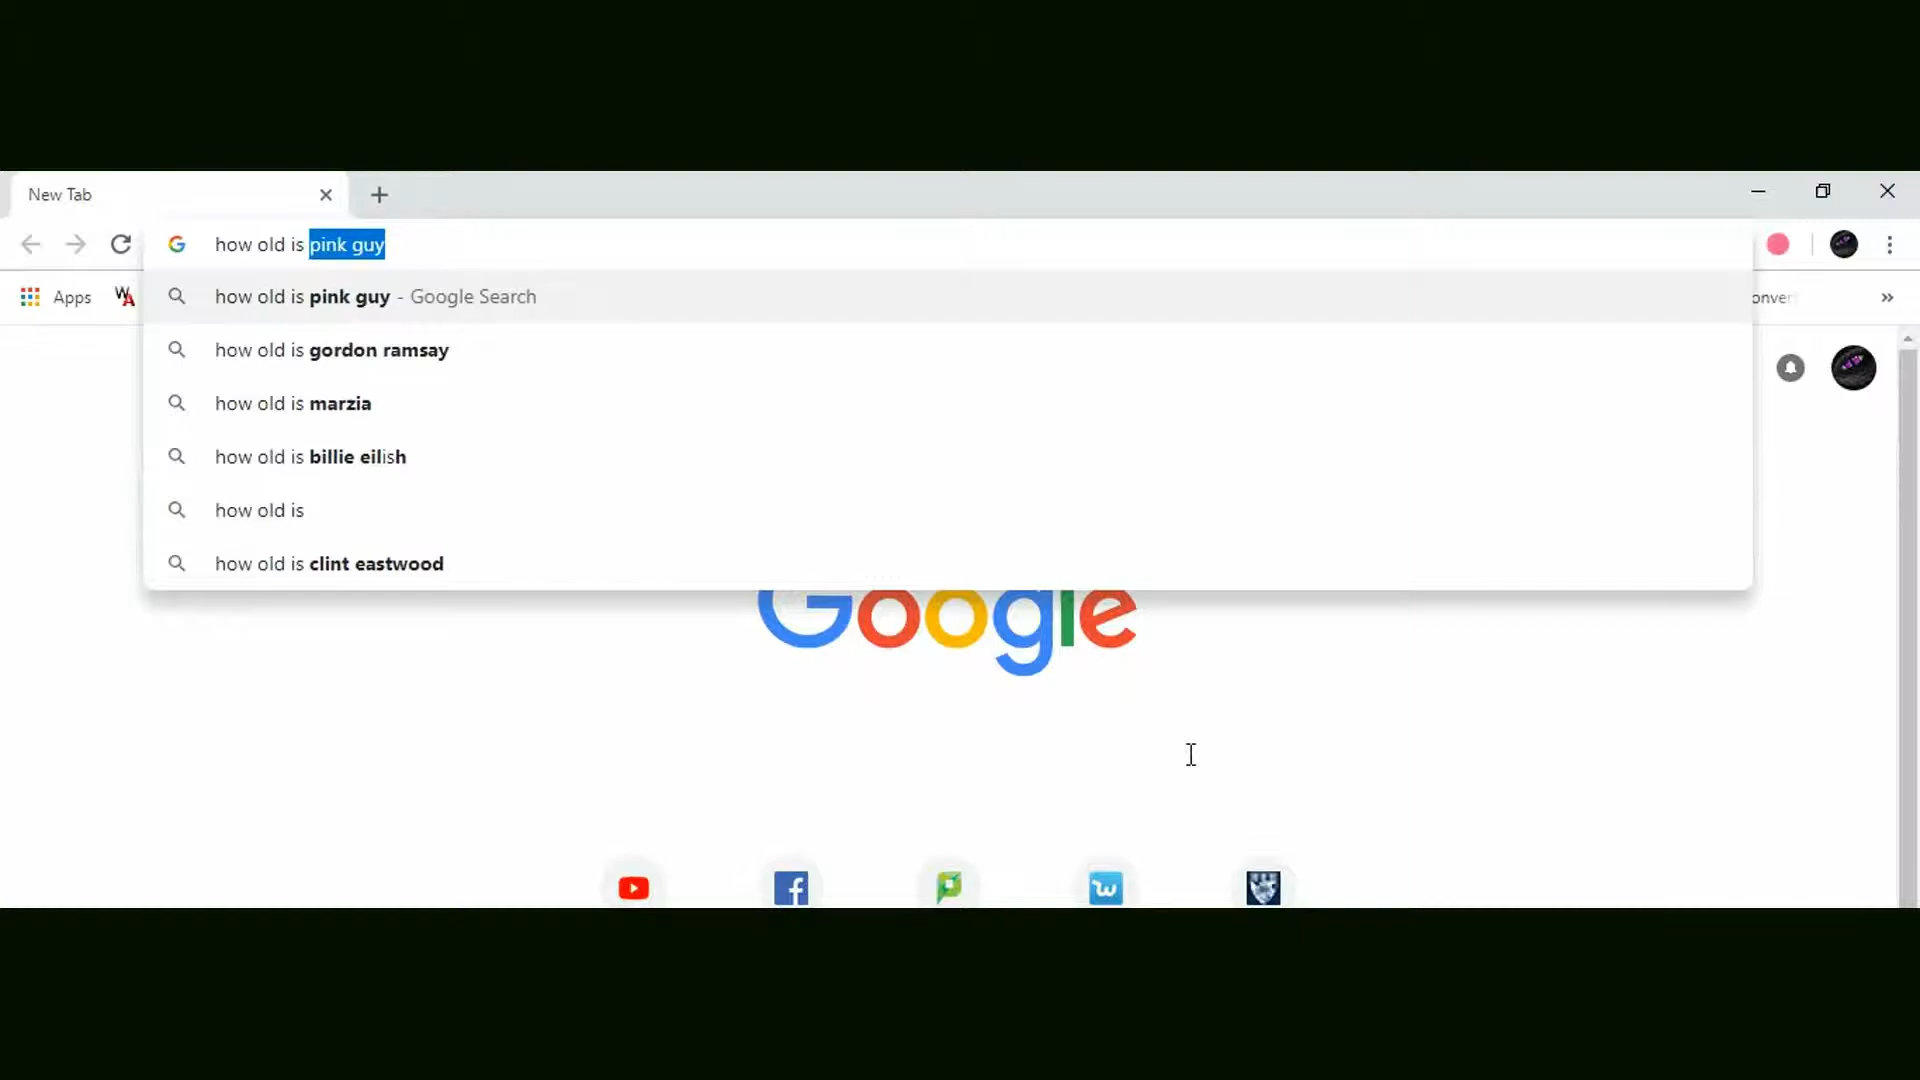 New Tab
how old is pink guy
how old is pink guy - Google Search
Apps
onver
how old is gordon ramsay
how old is marzia
how old is billie eilish
how old is
how old is clint eastwood
Google